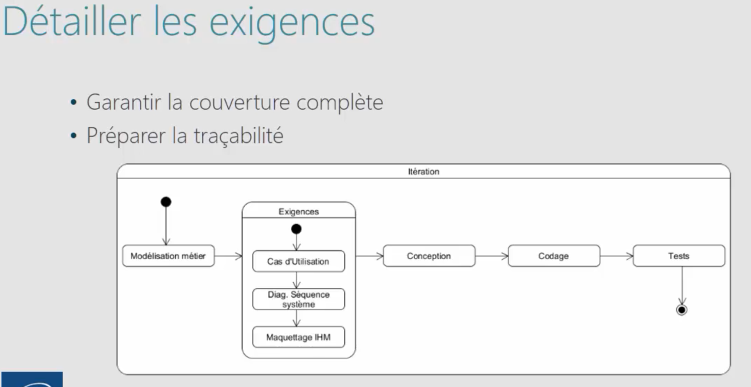 Détailler les exigences
• Garantir la couverture complète
• Préparer la traçabilité
Itération
Exigences
Modélisation métier
Cas d'Utilisation
Conception
Codage
Tests
Diag. Séquence
système
Maquettage IHM